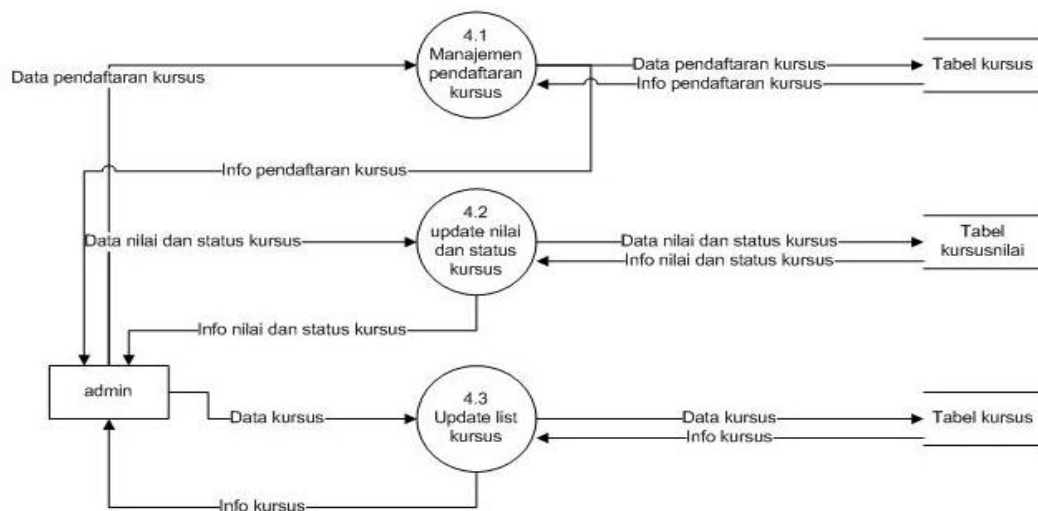 4.1
Manajemen
pendaftaran
kursus
Data pendaftaran kursus
Data pendaftaran kursus
Info pendaftaran kursus
Tabel kursus
Info pendaftaran kursus
4.2
update nilai
dan status
kursus
Data nilai dan status kursus
Data nilai dan status kursus
Info nilai dan status kursus
Tabel
kursusnilai
Info nilai dan status kursus
admin
4.3
Update list
kursus
Data kursus
Data kursus
Info kursus
Tabel kursus
Info kursus